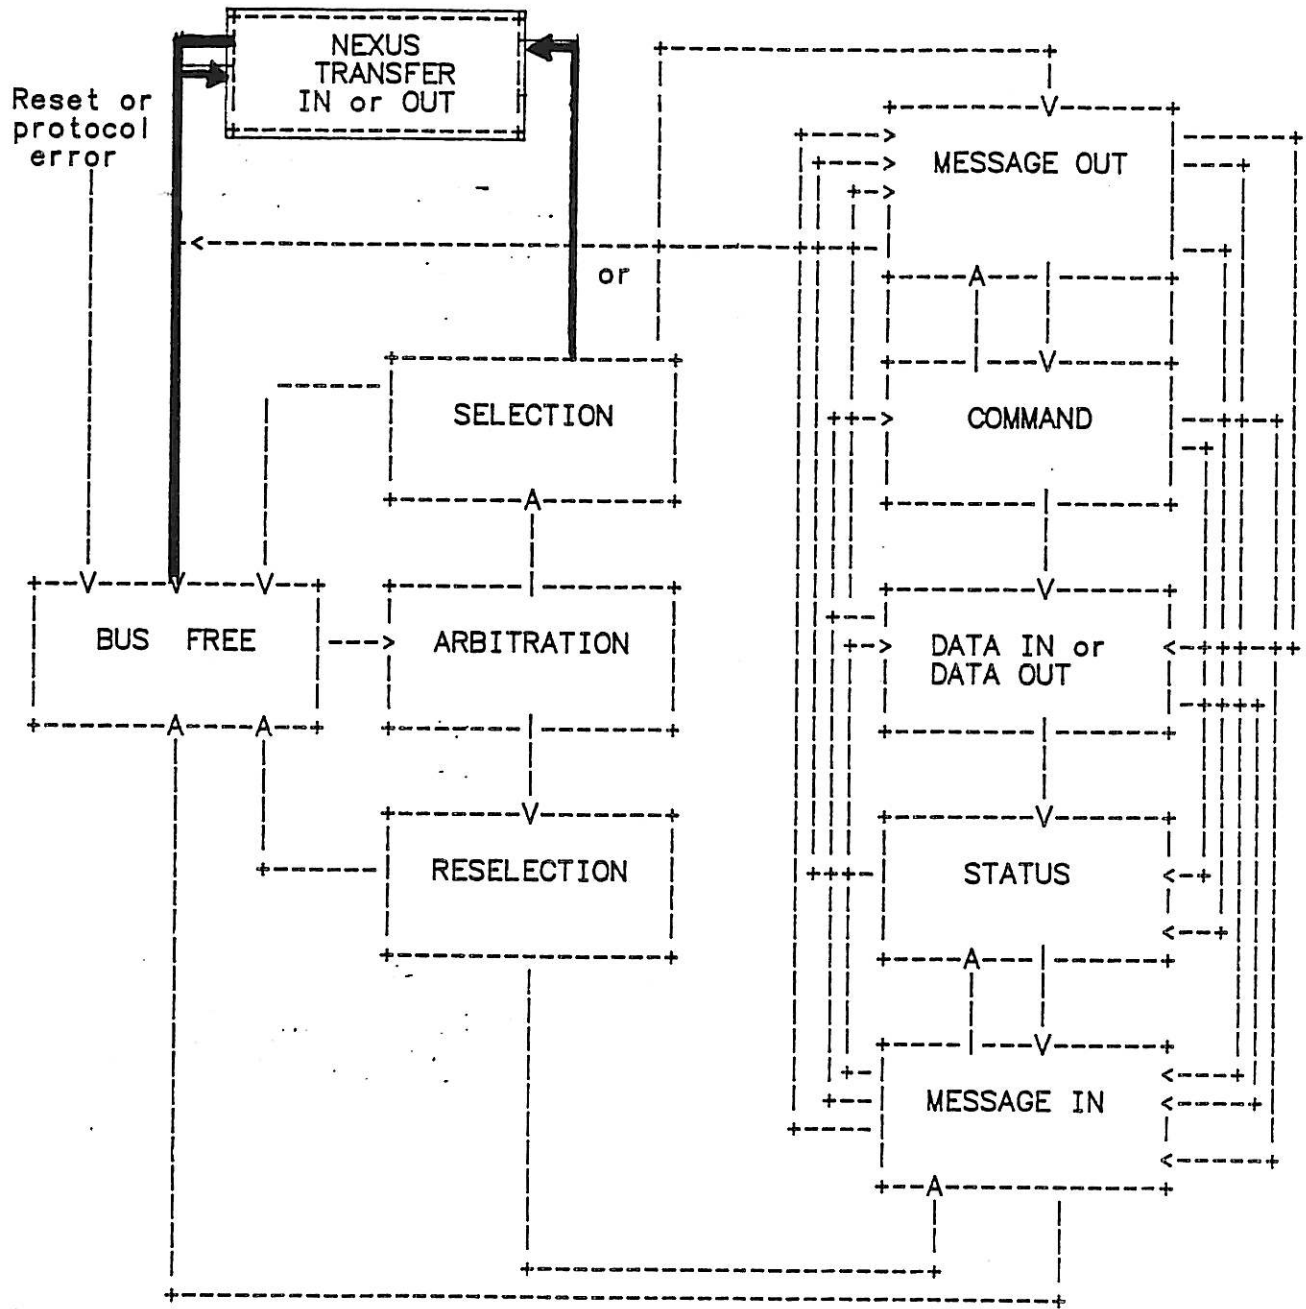 NEXUS
TRANSFER
IN or OUT
Reset or
protocol
error
MESSAGE OUT
or
SELECTION
COMMAND
BUS FREE
ARBITRATION
DATA IN or
DATA OUT
RESELECTION
STATUS
MESSAGE IN